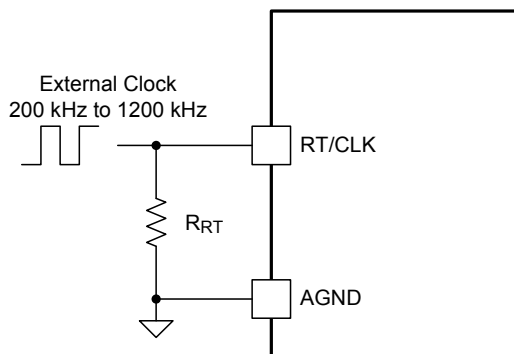 External Clock
200 kHz to 1200 kHz
RT/CLK
RRT
AGND